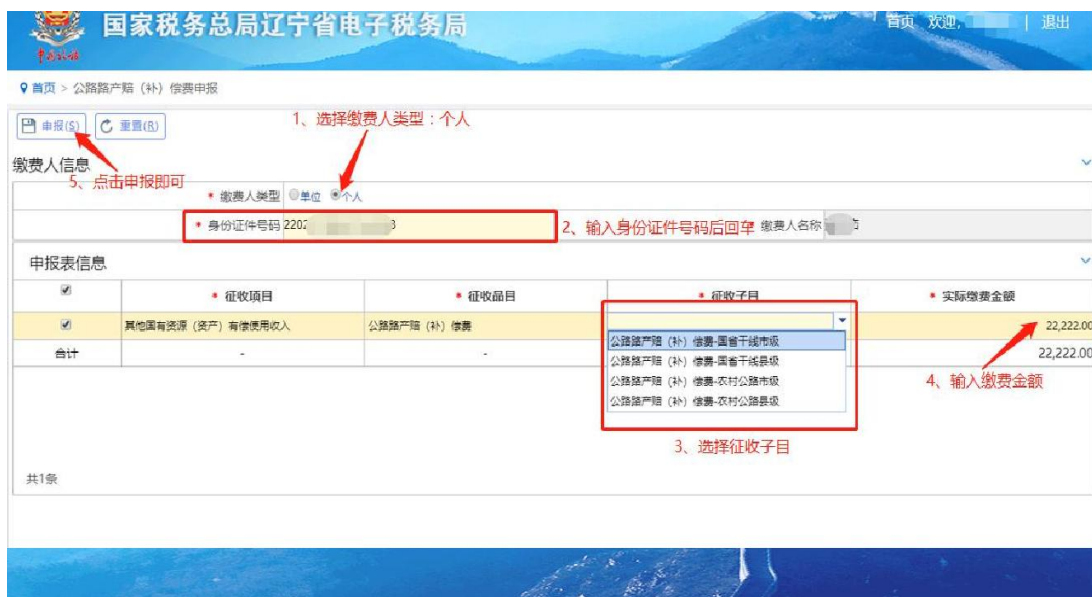 国家税务总局辽宁省电子税务局
首页 欢迎, | 退出
首页 > 公路路产赔（补）偿费申报
申报(S) 重置(R)
1、选择缴费人类型：个人
缴费人信息
5、点击申报即可
* 缴费人类型 单位 个人
* 身份证件号码 2202 3 2、输入身份证件号码后回车 缴费人名称
申报表信息
* 征收项目 * 征收品目 * 征收子目 * 实际缴费金额
其他国有资源（资产）有偿使用收入 公路路产赔（补）偿费 22,222.00
合计 - - 22,222.00
公路路产赔（补）偿费-国省干线市级
公路路产赔（补）偿费-国省干线县级
公路路产赔（补）偿费-农村公路市级
公路路产赔（补）偿费-农村公路县级
4、输入缴费金额
3、选择征收子目
共1条